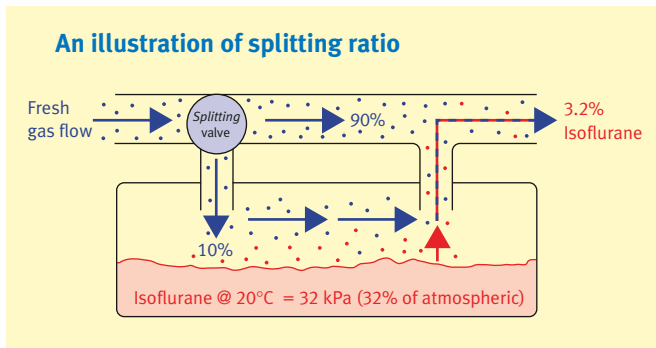 An illustration of splitting ratio
Fresh
gas flow
Splitting
valve
90%
3.2%
Isoflurane
10%
Isoflurane @ 20°C = 32 kPa (32% of atmospheric)